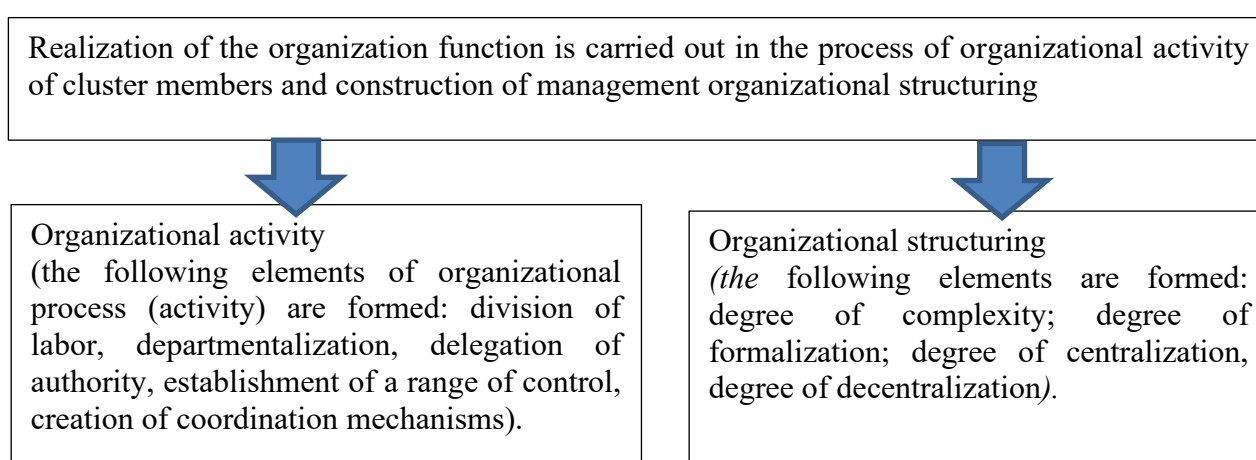 Realization of the organization function is carried out in the process of organizational activity
of cluster members and construction of management organizational structuring
Organizational activity
(the following elements of organizational
process (activity) are formed: division of
labor, departmentalization, delegation of
authority, establishment of a range of control,
creation of coordination mechanisms).
Organizational structuring
(the following elements are formed:
degree of complexity; degree of
formalization; degree of centralization,
degree of decentralization).